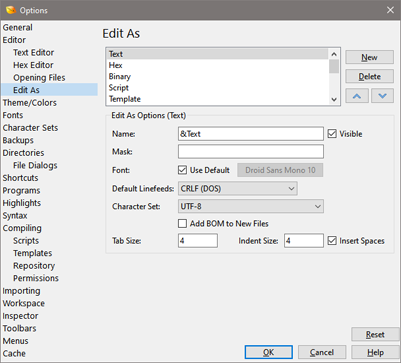 Options
General
Editor
Text Editor
Hex Editor
Opening Files
Edit As
Theme/Colors
Fonts
Character Sets
Backups
Directories
File Dialogs
Shortcuts
Programs
Highlights
Syntax
Compiling
Scripts
Templates
Repository
Permissions
Importing
Workspace
Inspector
Toolbars
Menus
Cache
Edit As
Text
Hex
Binary
Script
Template
New
Delete
Edit As Options (Text)
Name: &Text Visible
Mask:
Font: Use Default Droid Sans Mono 10
Default Linefeeds: CRLF (DOS)
Character Set: UTF-8
Add BOM to New Files
Tab Size: 4 Indent Size: 4 Insert Spaces
Reset
OK Cancel Help